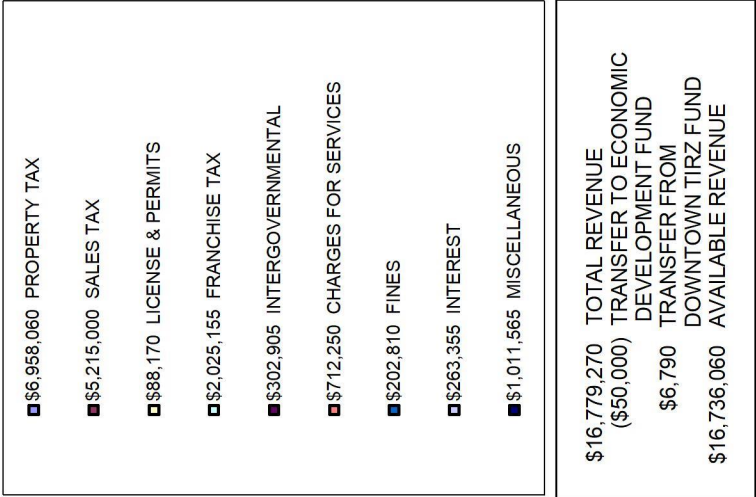 $6,958,060 PROPERTY TAX
$5,215,000 SALES TAX
$88,170 LICENSE & PERMITS
$2,025,155 FRANCHISE TAX
$302,905 INTERGOVERNMENTAL
$712,250 CHARGES FOR SERVICES
$202,810 FINES
$263,355 INTEREST
$1,011,565 MISCELLANEOUS
$16,779,270 TOTAL REVENUE
($50,000) TRANSFER TO ECONOMIC
DEVELOPMENT FUND
$6,790 TRANSFER FROM
DOWNTOWN TIRZ FUND
$16,736,060 AVAILABLE REVENUE